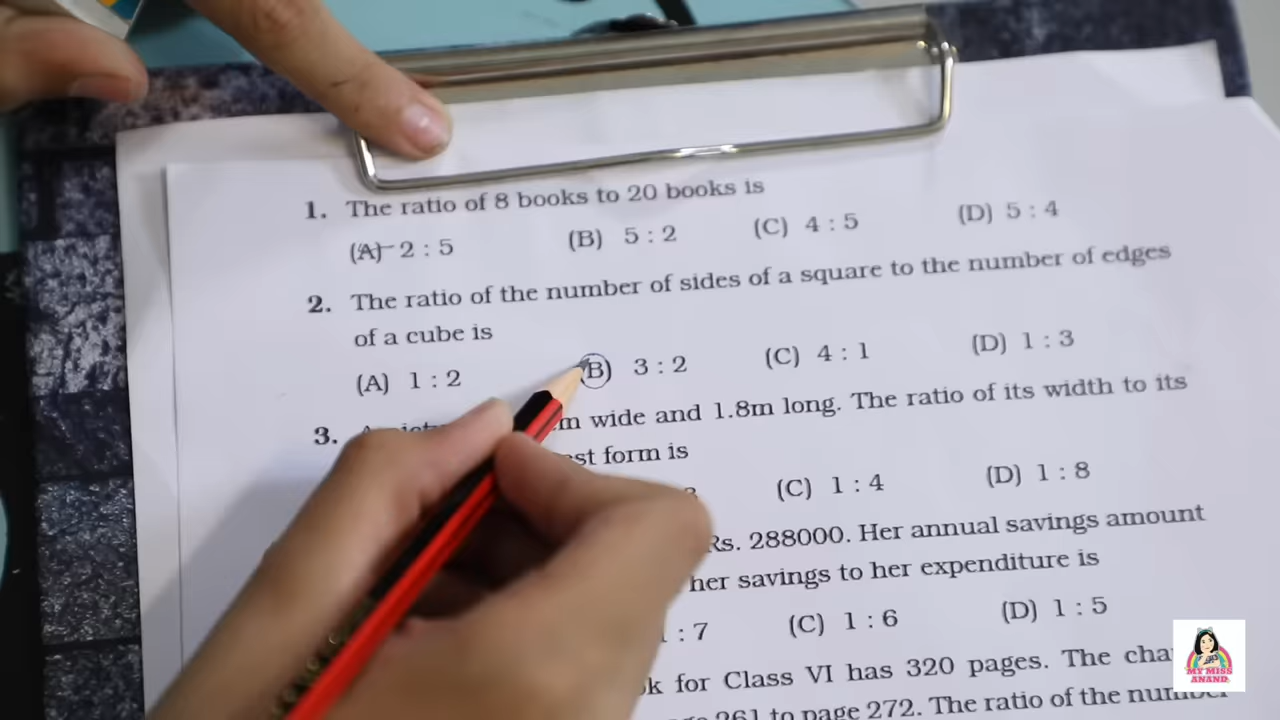 1. The ratio of 8 books to 20 books is
(A) 2 : 5 (B) 5 : 2 (C) 4 : 5 (D) 5 : 4
2. The ratio of the number of sides of a square to the number of edges
of a cube is
(A) 1 : 2 (B) 3 : 2 (C) 4 : 1 (D) 1 : 3
3. wide and 1.8m long. The ratio of its width to its
form is
(C) 1 : 4 (D) 1 : 8
Rs. 288000. Her annual savings amount
her savings to her expenditure is
: 7 (C) 1 : 6 (D) 1 : 5
for Class VI has 320 pages. The
261 to page 272. The ratio of the
MY MISS
ANAND